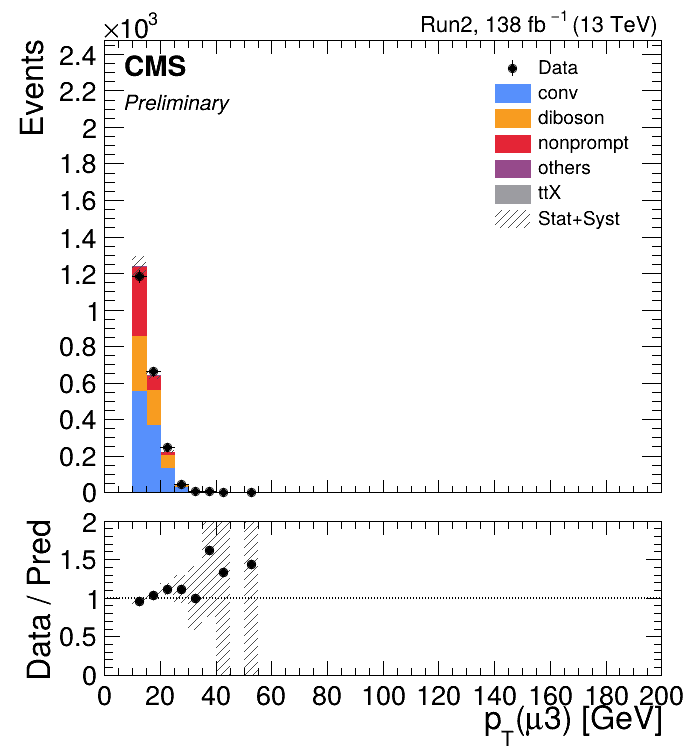 ×10³
Run2, 138 fb⁻¹ (13 TeV)
Events
CMS
Preliminary
Data
conv
diboson
nonprompt
others
ttX
Stat+Syst
2.4
2.2
2
1.8
1.6
1.4
1.2
1
0.8
0.6
0.4
0.2
0
Data / Pred
2
1.5
1
0.5
0
0 20 40 60 80 100 120 140 160 180 200
p_T(μ3) [GeV]